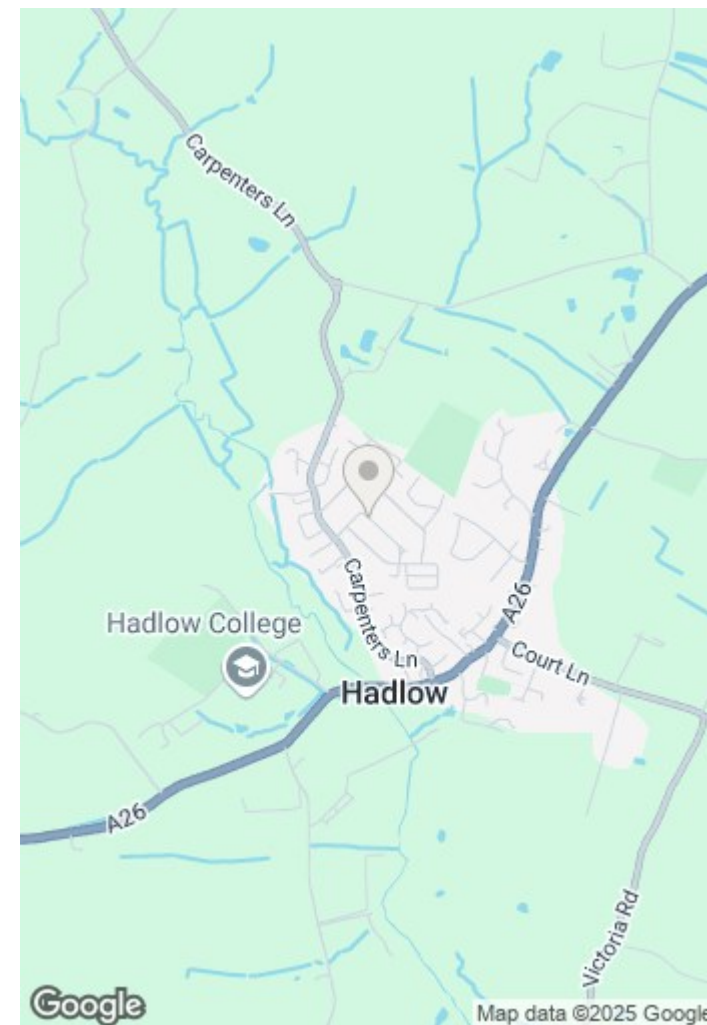 Carpenters Ln
Carpenters Ln
Hadlow College
A26
Court Ln
Hadlow
A26
Victoria Rd
Google
Map data ©2025 Google